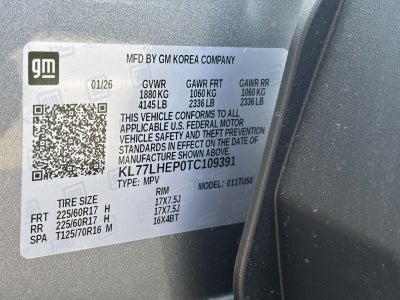 gm
MFD BY GM KOREA COMPANY
01/26 GVWR GAWR FRT GAWR RR
1880 KG 1060 KG 1060 KG
4145 LB 2336 LB 2336 LB
THIS VEHICLE CONFORMS TO ALL
APPLICABLE U.S. FEDERAL MOTOR
VEHICLE SAFETY AND THEFT PREVENTION
STANDARDS IN EFFECT ON THE DATE OF
MANUFACTURE SHOWN ABOVE.
KL77LHEP0TC109391
TYPE: MPV MODEL: 011TU58
TIRE SIZE RIM
FRT 225/60R17 H 17X7.5J
RR 225/60R17 H 17X7.5J
SPA T125/70R16 M 16X4BT